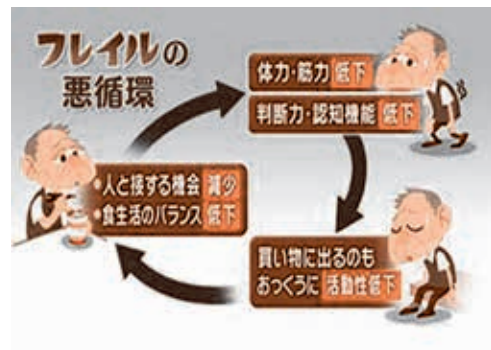 フレイルの
悪循環
体力・筋力 低下
判断力・認知機能 低下
買い物に出るのも
おっくうに 活動性低下
・人と接する機会 減少
・食生活のバランス 低下